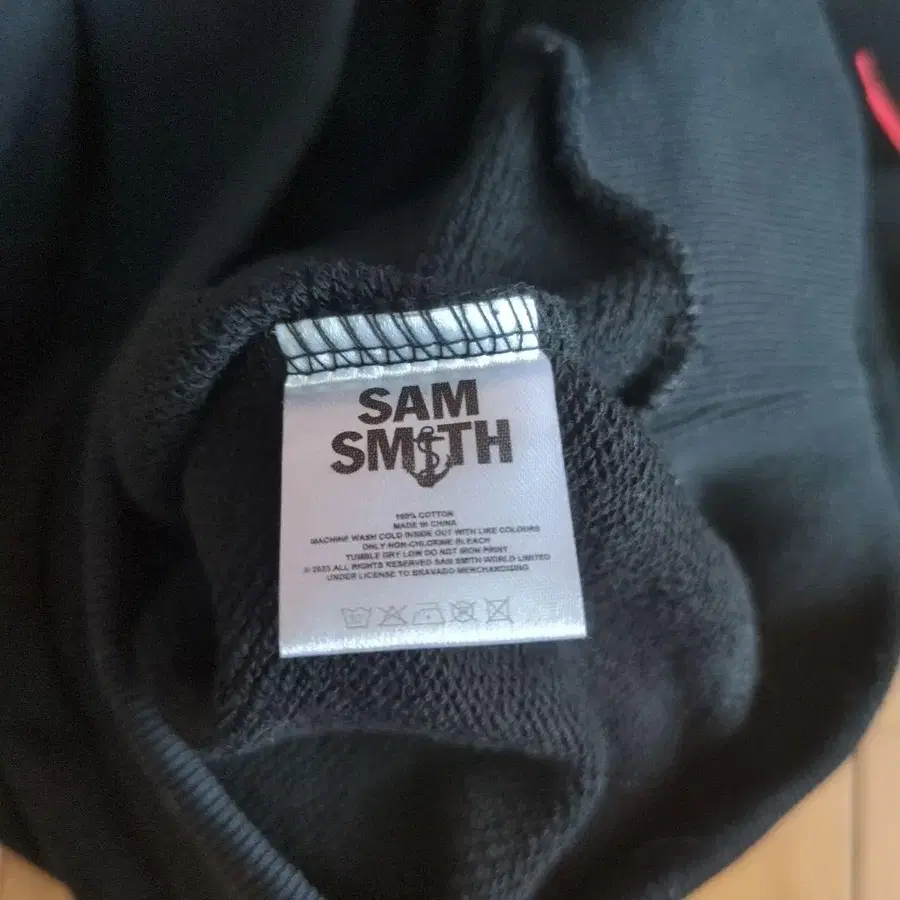 SAM
SMITH
100% COTTON
MADE IN CHINA
MACHINE WASH COLD INSIDE OUT WITH LIKE COLOURS
ONLY NON-CHLORINE BLEACH
TUMBLE DRY LOW DO NOT IRON PRINT
© 2023 ALL RIGHTS RESERVED SAM SMITH WORLD LIMITED
UNDER LICENSE TO BRAVADO MERCHANDISING